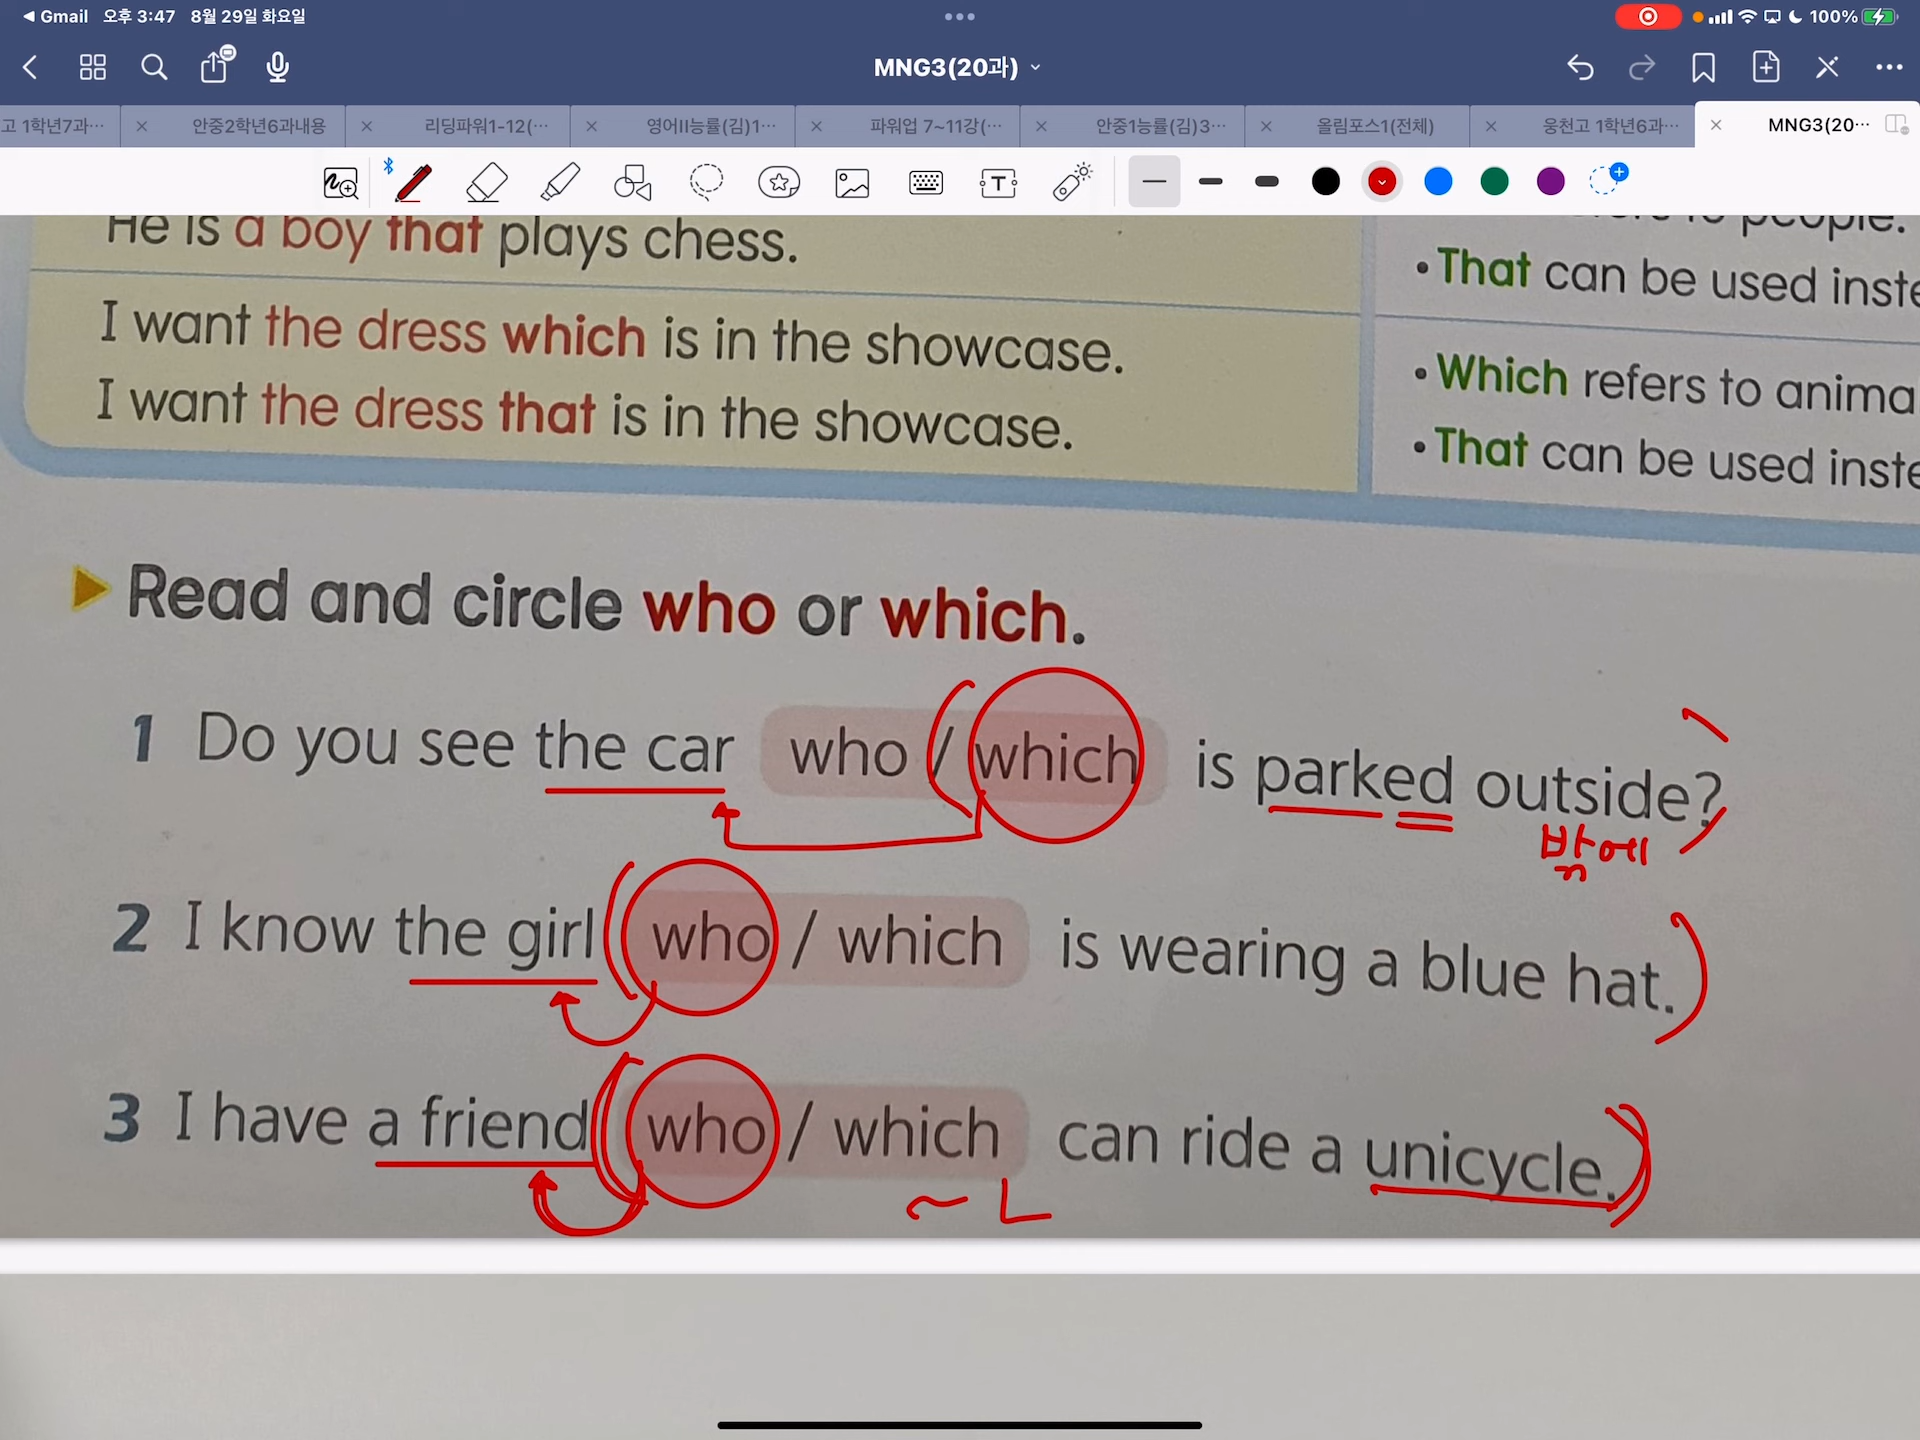 Gmail 오후 3:47 8월 29일 화요일 100%
MNG3(20과)
고 1학년7과… 안중2학년6과내용 리딩파워1-12(… 영어II능률(김)1… 파워업 7~11강(… 안중1능률(김)3… 올림포스1(전체) 웅천고 1학년6과… MNG3(20…
T
He is a boy that plays chess.
I want the dress which is in the showcase.
I want the dress that is in the showcase.
to people.
•That can be used inste
•Which refers to anima
•That can be used inste
Read and circle who or which.
1 Do you see the car who / which is parked outside?
밖에
2 I know the girl who / which is wearing a blue hat.
3 I have a friend who / which can ride a unicycle.
~ㄴ